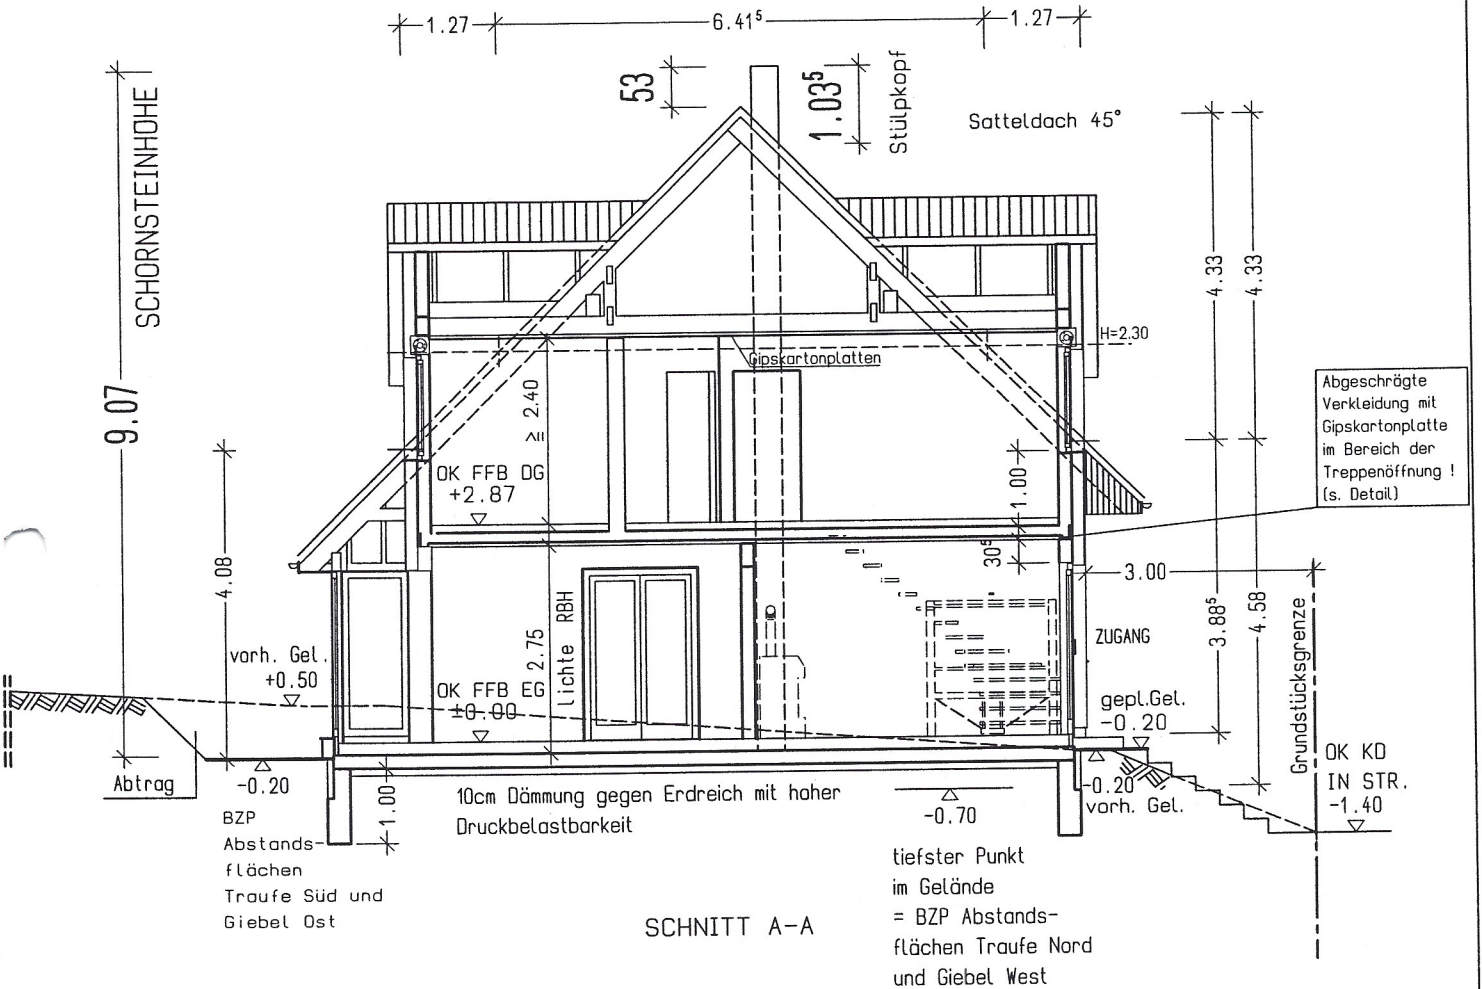 1.27
6.41⁵
1.27
53
1.03⁵
Stülpkopf
Satteldach 45°
SCHORNSTEINHÖHE
9.07
4.33
4.33
H=2.30
Gipskartonplatten
Abgeschrägte
Verkleidung mit
Gipskartonplatte
im Bereich der
Treppenöffnung !
(s. Detail)
≥ 2.40
OK FFB DG
+2.87
1.00
30⁵
3.00
4.08
3.88⁵
4.58
Grundstücksgrenze
ZUGANG
vorh. Gel.
+0.50
lichte RBH
2.75
OK FFB EG
±0.00
gepl.Gel.
-0.20
OK KD
IN STR.
-1.40
Abtrag
-0.20
1.00
10cm Dämmung gegen Erdreich mit hoher
Druckbelastbarkeit
-0.70
-0.20
vorh. Gel.
BZP
Abstands-
flächen
Traufe Süd und
Giebel Ost
tiefster Punkt
im Gelände
= BZP Abstands-
flächen Traufe Nord
und Giebel West
SCHNITT A-A